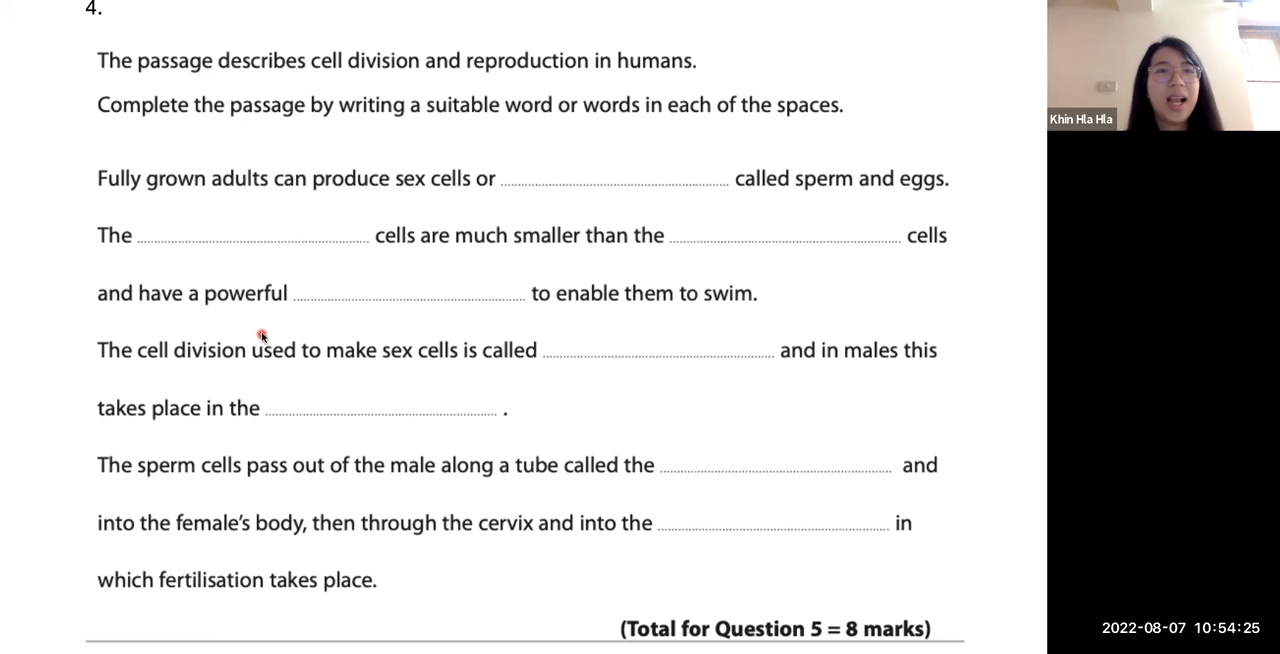 4.
The passage describes cell division and reproduction in humans.
Complete the passage by writing a suitable word or words in each of the spaces.
Fully grown adults can produce sex cells or ........................ called sperm and eggs.
The ........................ cells are much smaller than the ........................ cells
and have a powerful ........................ to enable them to swim.
The cell division used to make sex cells is called ........................ and in males this
takes place in the ........................ .
The sperm cells pass out of the male along a tube called the ........................ and
into the female's body, then through the cervix and into the ........................ in
which fertilisation takes place.
(Total for Question 5 = 8 marks)
Khin Hla Hla
2022-08-07 10:54:25